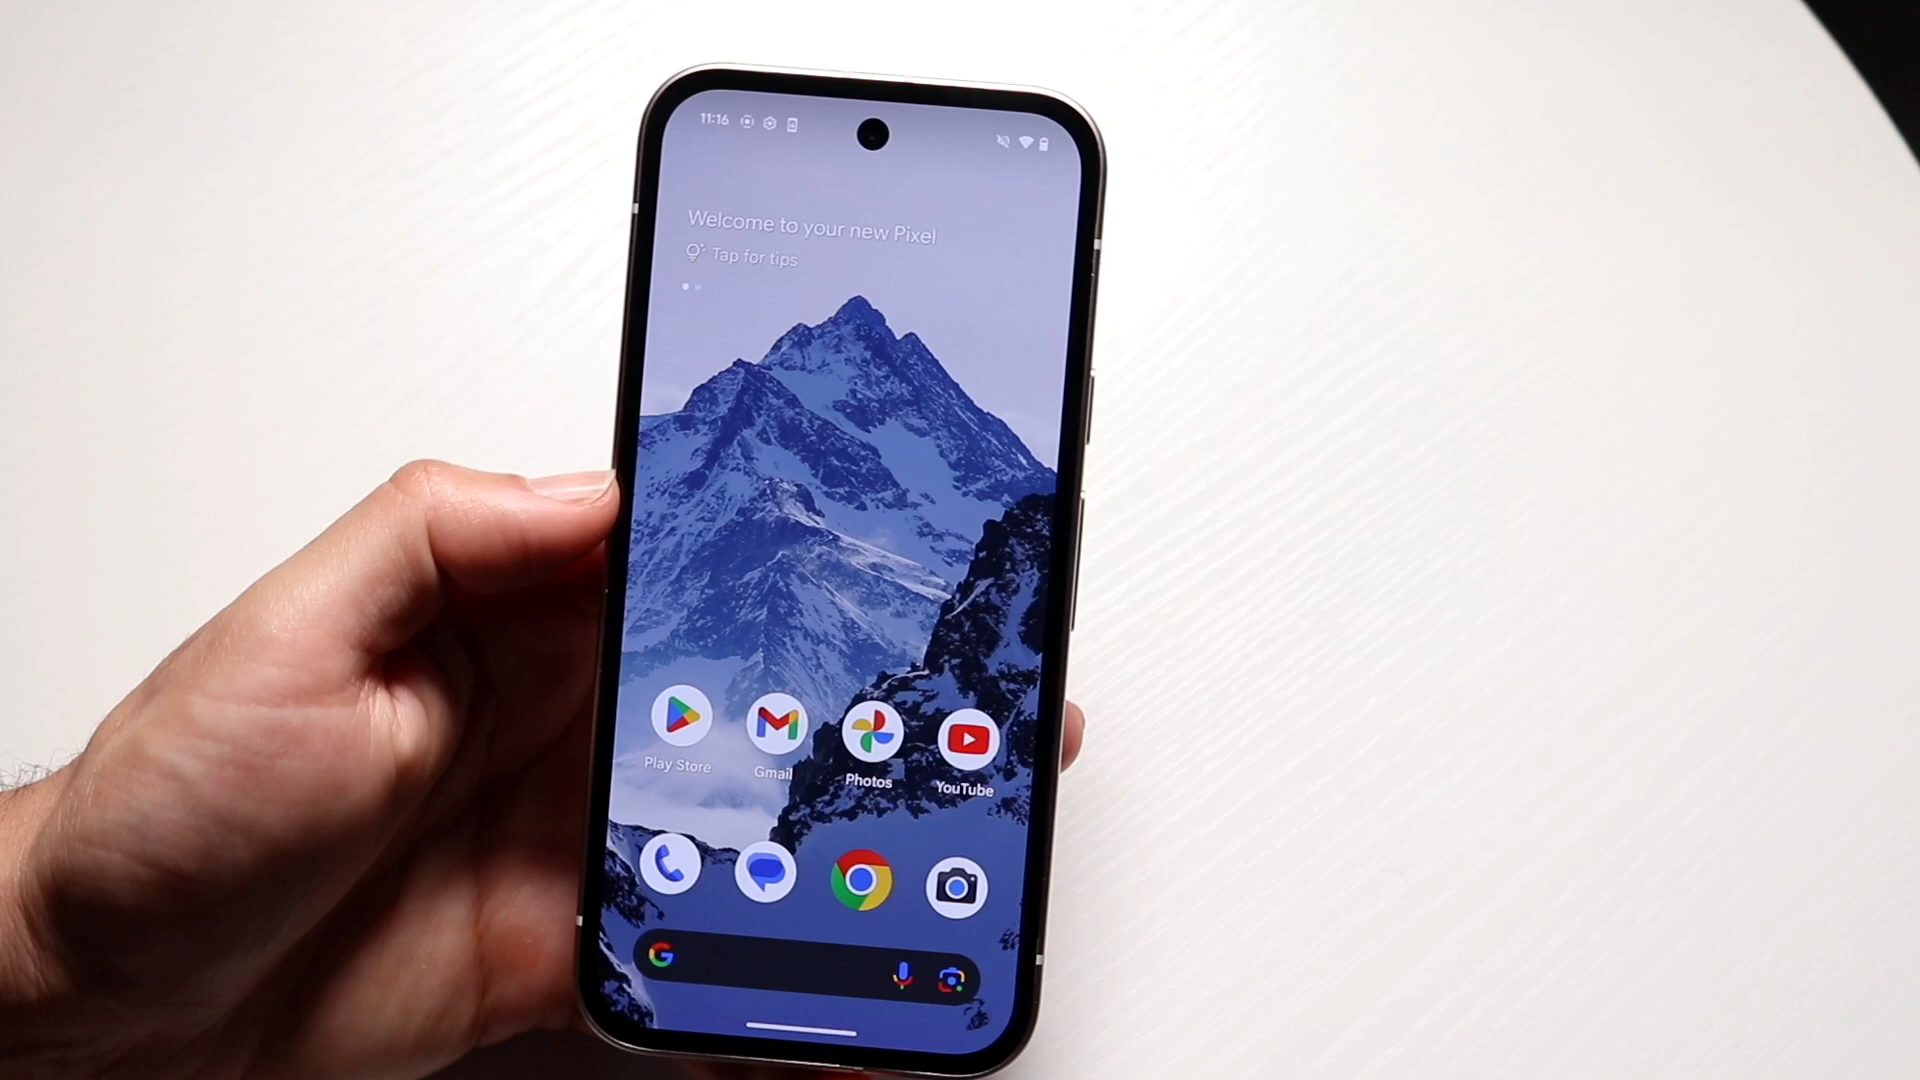 11:16
Welcome to your new Pixel
Tap for tips
Play Store
Gmail
Photos
YouTube